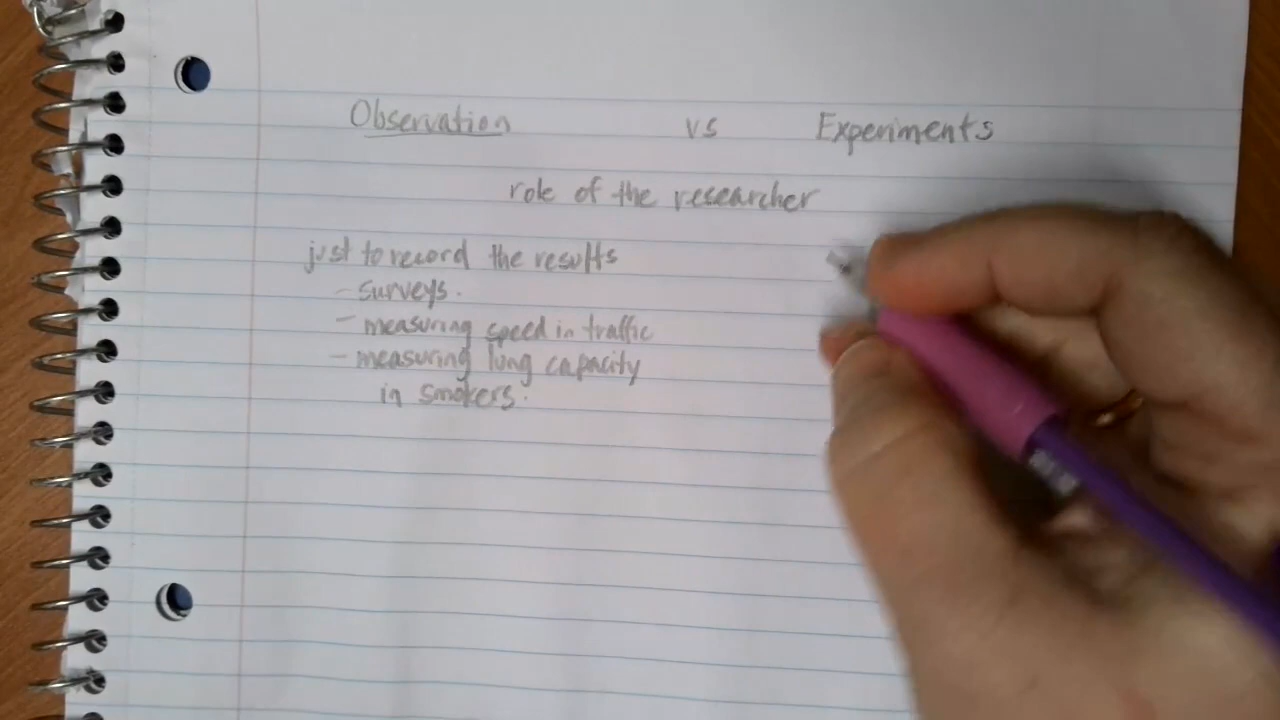 Observation vs Experiments
role of the researcher
just to record the results
- surveys.
- measuring speed in traffic
- measuring lung capacity
in smokers.